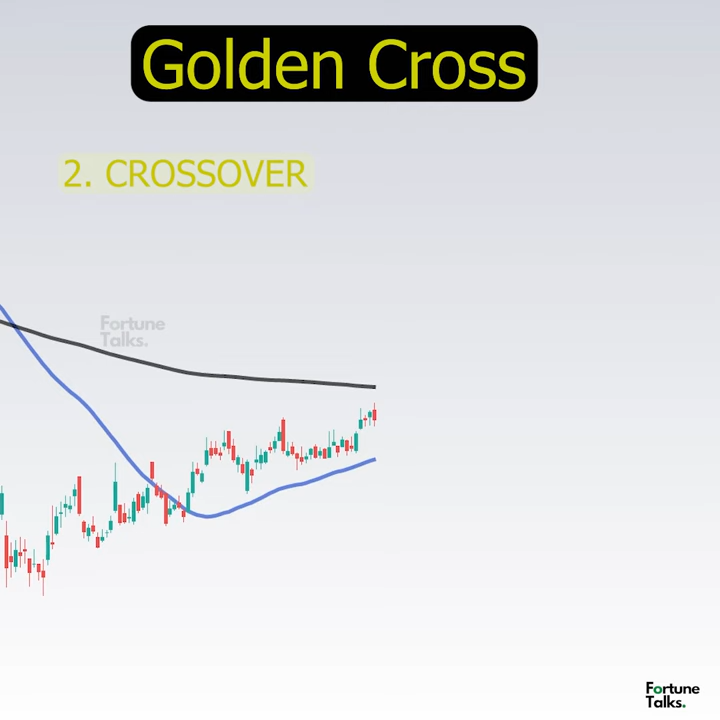 Golden Cross
2. CROSSOVER
Fortune
Talks.
Fortune
Talks.